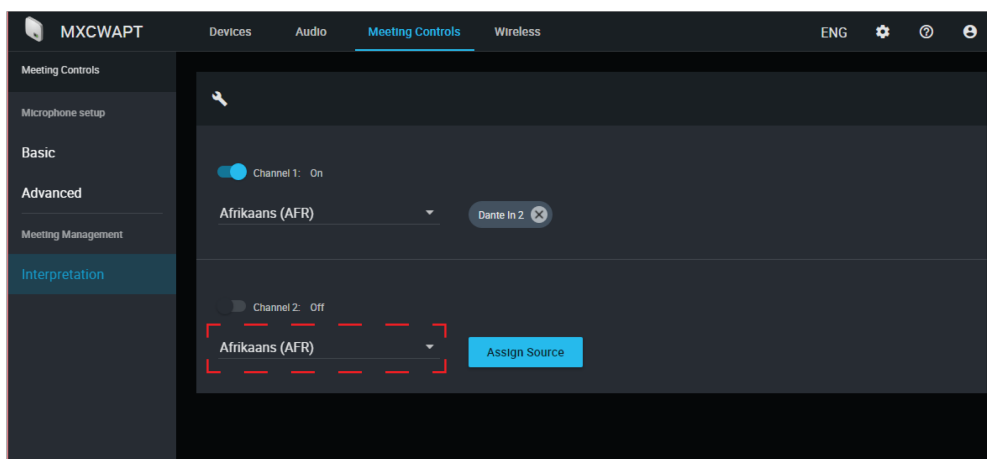 MXCWAPT
Devices Audio Meeting Controls Wireless
ENG
Meeting Controls
Microphone setup
Basic
Advanced
Meeting Management
Interpretation
Channel 1: On
Afrikaans (AFR)
Dante In 2
Channel 2: Off
Afrikaans (AFR)
Assign Source